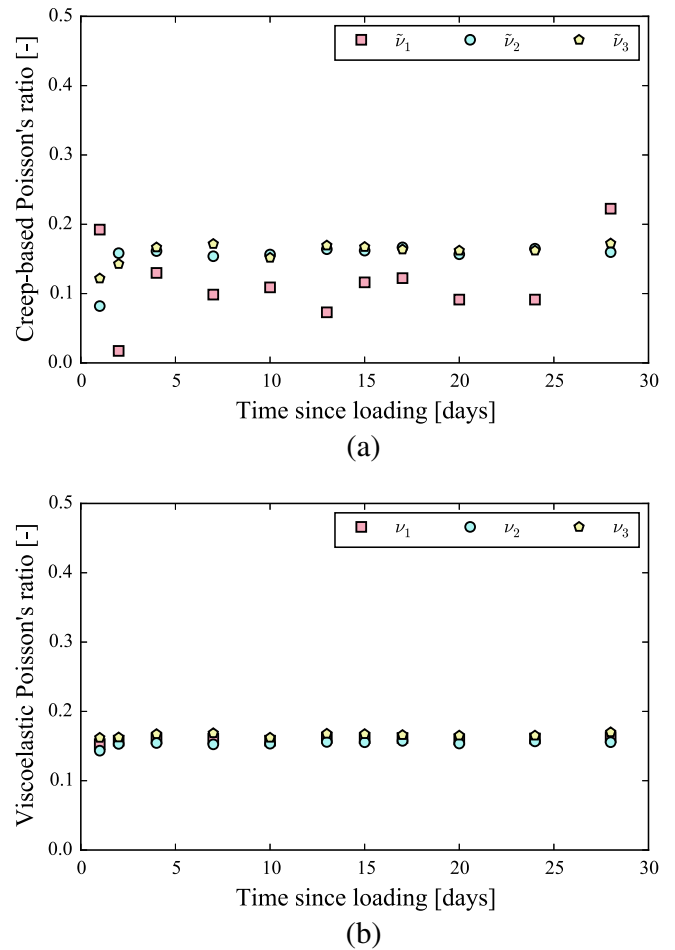 Creep-based Poisson's ratio [-]
0.5
0.4
0.3
0.2
0.1
0.0
ν̃₁ ν̃₂ ν̃₃
0 5 10 15 20 25 30
Time since loading [days]
(a)
Viscoelastic Poisson's ratio [-]
0.5
0.4
0.3
0.2
0.1
0.0
ν₁ ν₂ ν₃
0 5 10 15 20 25 30
Time since loading [days]
(b)